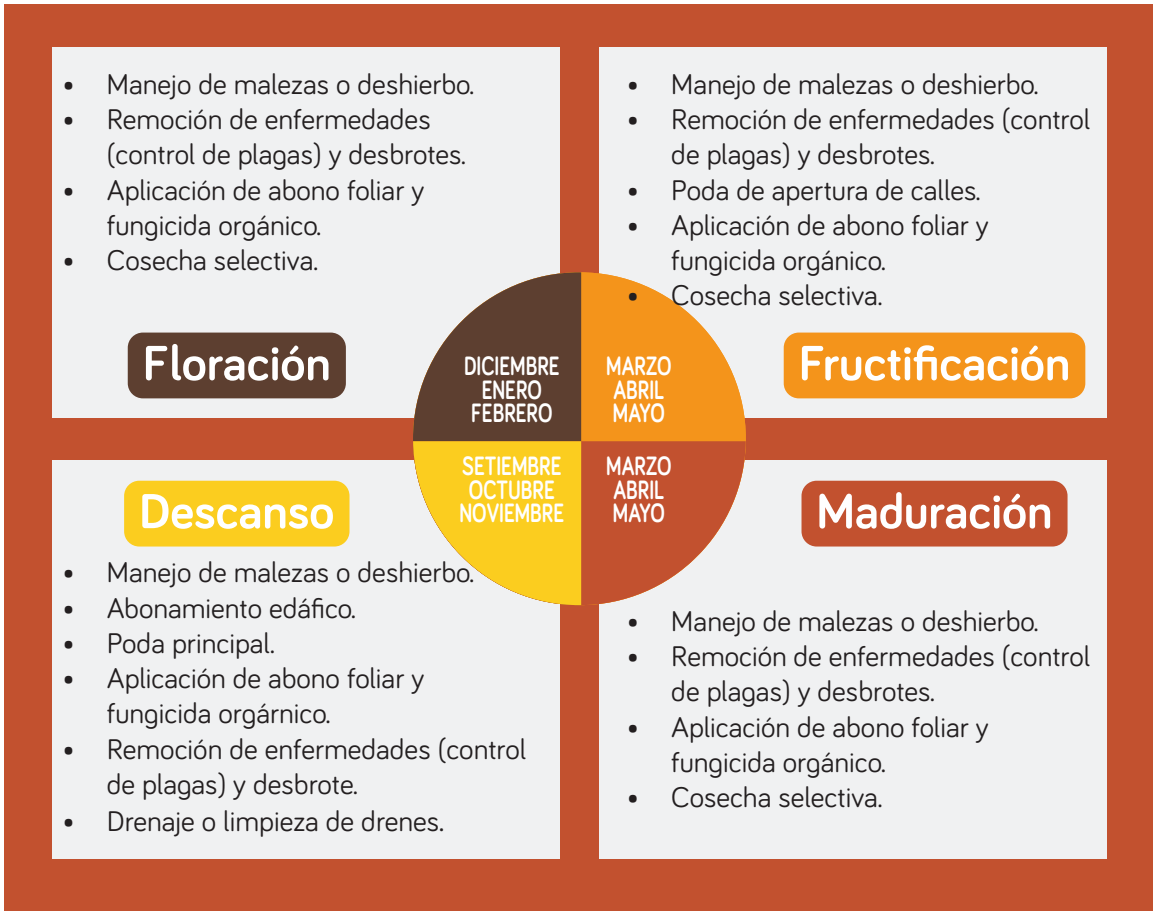 • Manejo de malezas o deshierbo.
• Remoción de enfermedades
(control de plagas) y desbrotes.
• Aplicación de abono foliar y
fungicida orgánico.
• Cosecha selectiva.
Floración
• Manejo de malezas o deshierbo.
• Remoción de enfermedades (control
de plagas) y desbrotes.
• Poda de apertura de calles.
• Aplicación de abono foliar y
fungicida orgánico.
• Cosecha selectiva.
Fructificación
DICIEMBRE
ENERO
FEBRERO
MARZO
ABRIL
MAYO
SETIEMBRE
OCTUBRE
NOVIEMBRE
MARZO
ABRIL
MAYO
Descanso
• Manejo de malezas o deshierbo.
• Abonamiento edáfico.
• Poda principal.
• Aplicación de abono foliar y
fungicida orgárnico.
• Remoción de enfermedades (control
de plagas) y desbrote.
• Drenaje o limpieza de drenes.
Maduración
• Manejo de malezas o deshierbo.
• Remoción de enfermedades (control
de plagas) y desbrotes.
• Aplicación de abono foliar y
fungicida orgánico.
• Cosecha selectiva.